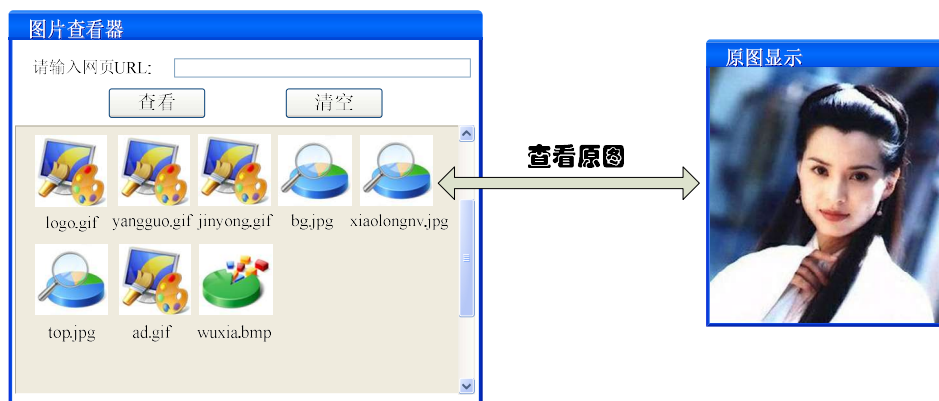 图片查看器
请输入网页URL:
查看 清空
logo.gif yangguo.gif jinyong.gif bg.jpg xiaolongnv.jpg
top.jpg ad.gif wuxia.bmp
查看原图
原图显示